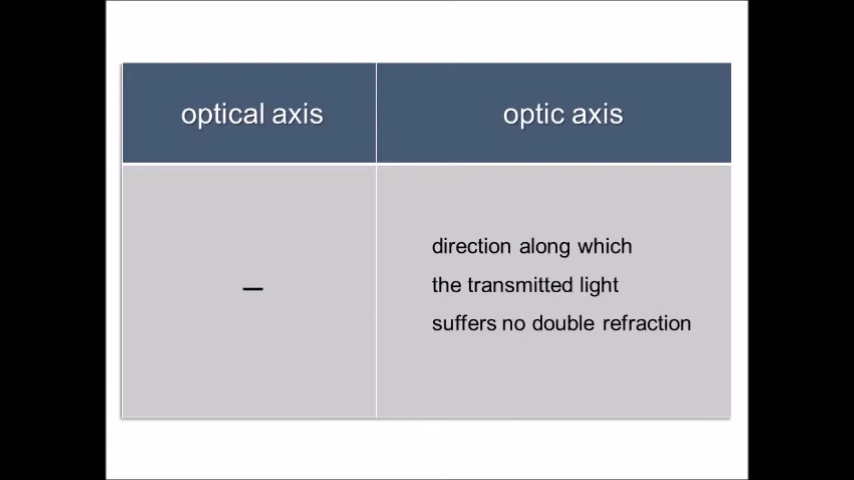 optical axis
optic axis
–
direction along which
the transmitted light
suffers no double refraction